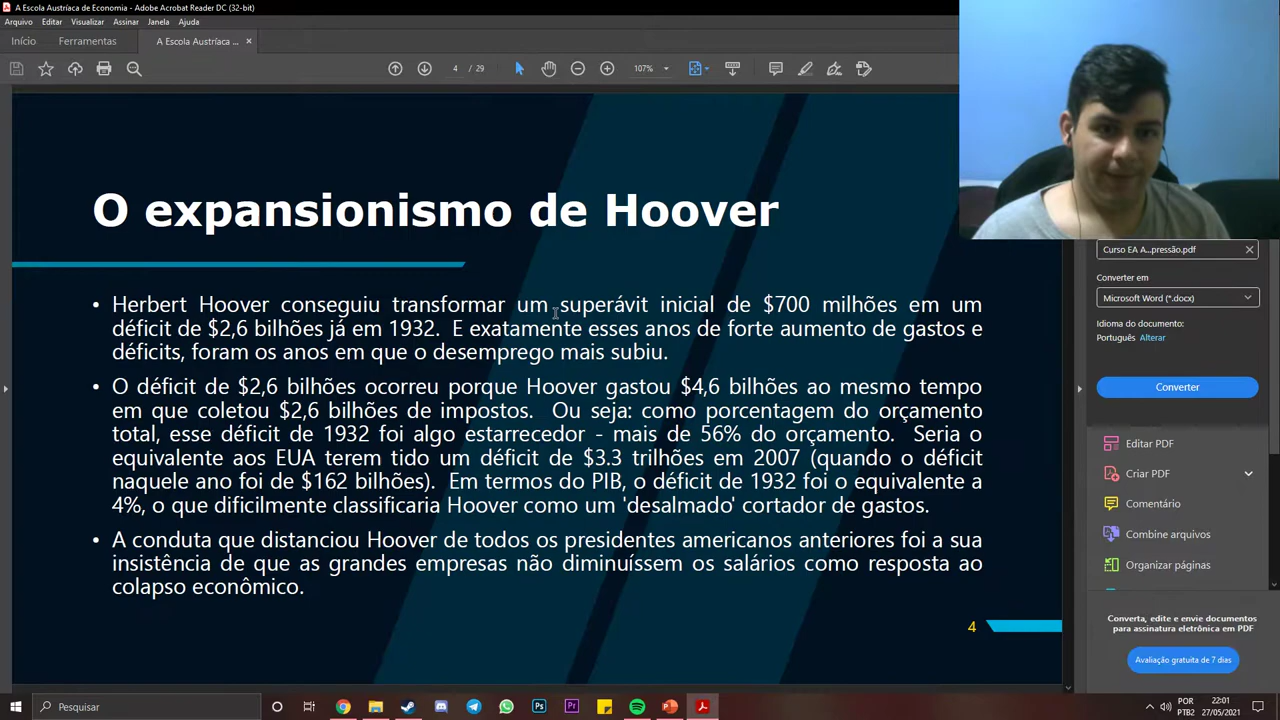 A Escola Austríaca de Economia - Adobe Acrobat Reader DC (32-bit)
Arquivo Editar Visualizar Assinar Janela Ajuda
Início Ferramentas A Escola Austríaca ... ×
4 / 29 107%
O expansionismo de Hoover
• Herbert Hoover conseguiu transformar um superávit inicial de $700 milhões em um
déficit de $2,6 bilhões já em 1932. E exatamente esses anos de forte aumento de gastos e
déficits, foram os anos em que o desemprego mais subiu.
• O déficit de $2,6 bilhões ocorreu porque Hoover gastou $4,6 bilhões ao mesmo tempo
em que coletou $2,6 bilhões de impostos. Ou seja: como porcentagem do orçamento
total, esse déficit de 1932 foi algo estarrecedor - mais de 56% do orçamento. Seria o
equivalente aos EUA terem tido um déficit de $3.3 trilhões em 2007 (quando o déficit
naquele ano foi de $162 bilhões). Em termos do PIB, o déficit de 1932 foi o equivalente a
4%, o que dificilmente classificaria Hoover como um 'desalmado' cortador de gastos.
• A conduta que distanciou Hoover de todos os presidentes americanos anteriores foi a sua
insistência de que as grandes empresas não diminuíssem os salários como resposta ao
colapso econômico.
4
Curso EA A...pressão.pdf
Converter em
Microsoft Word (*.docx)
Idioma do documento:
Português Alterar
Converter
Editar PDF
Criar PDF
Comentário
Combine arquivos
Organizar páginas
Converta, edite e envie documentos
para assinatura eletrônica em PDF
Avaliação gratuita de 7 dias
Pesquisar
Ps Pr
POR
PTB2
22:01
27/05/2021